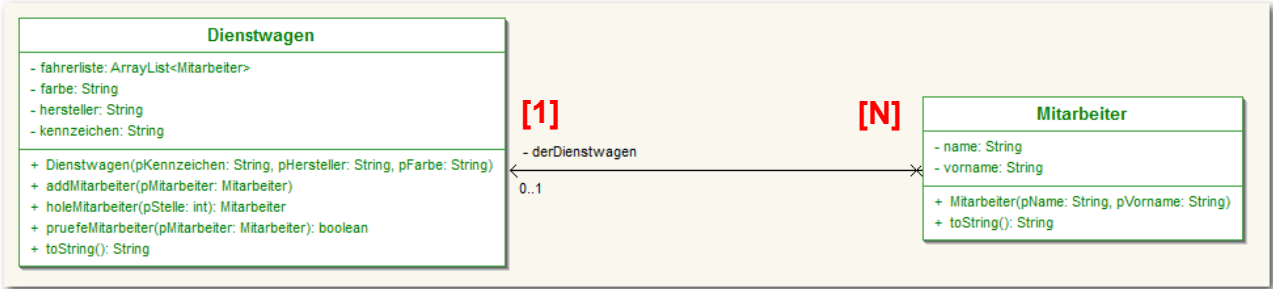 Dienstwagen
- fahrerliste: ArrayList<Mitarbeiter>
- farbe: String
- hersteller: String
- kennzeichen: String
+ Dienstwagen(pKennzeichen: String, pHersteller: String, pFarbe: String)
+ addMitarbeiter(pMitarbeiter: Mitarbeiter)
+ holeMitarbeiter(pStelle: int): Mitarbeiter
+ pruefeMitarbeiter(pMitarbeiter: Mitarbeiter): boolean
+ toString(): String
[1]
- derDienstwagen
0..1
[N]
Mitarbeiter
- name: String
- vorname: String
+ Mitarbeiter(pName: String, pVorname: String)
+ toString(): String